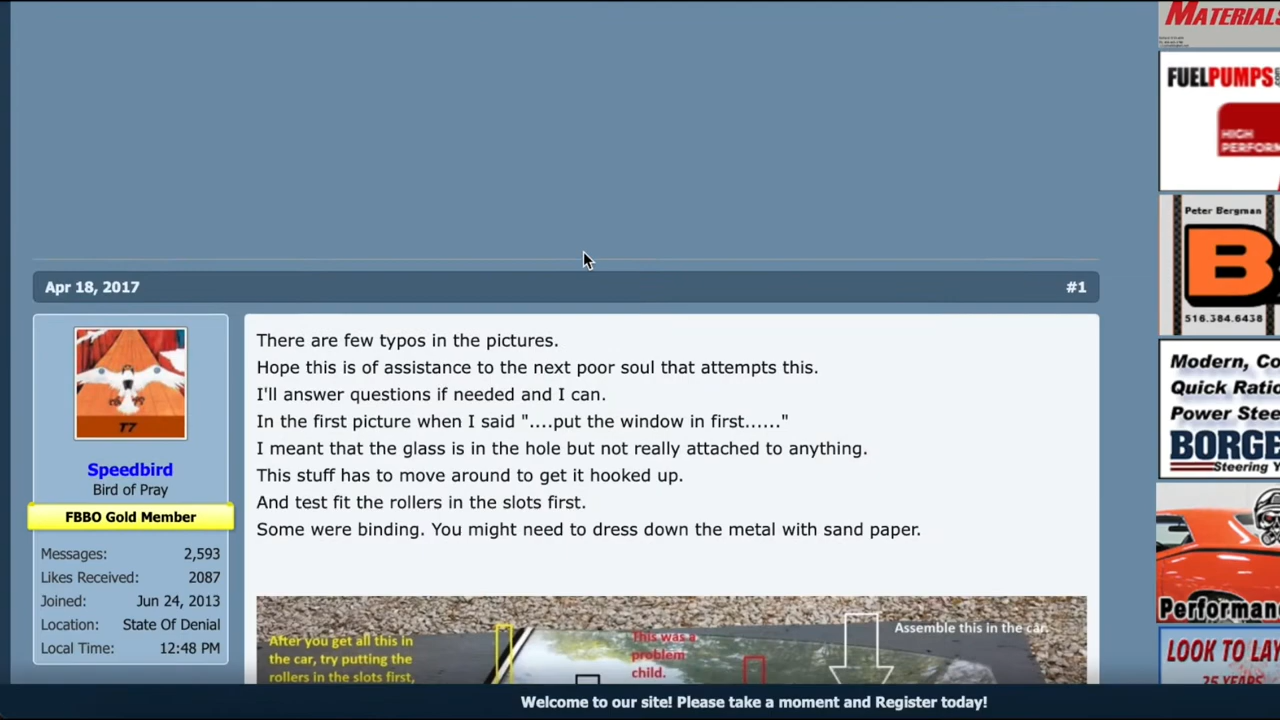 MATERIALS
FUELPUMPS.com
HIGH
PERFORM
Peter Bergman
B
516.384.6438
Apr 18, 2017
#1
There are few typos in the pictures.
Hope this is of assistance to the next poor soul that attempts this.
I'll answer questions if needed and I can.
In the first picture when I said "....put the window in first......"
I meant that the glass is in the hole but not really attached to anything.
This stuff has to move around to get it hooked up.
And test fit the rollers in the slots first.
Some were binding. You might need to dress down the metal with sand paper.
T7
Speedbird
Bird of Pray
FBBO Gold Member
Messages: 2,593
Likes Received: 2087
Joined: Jun 24, 2013
Location: State Of Denial
Local Time: 12:48 PM
Modern, Co
Quick Ratio
Power Stee
BORGE
Steering Y
Performan
LOOK TO LAY
25 YEARS
After you get all this in
the car, try putting the
rollers in the slots first,
This was a
problem
child.
Assemble this in the car.
Welcome to our site! Please take a moment and Register today!